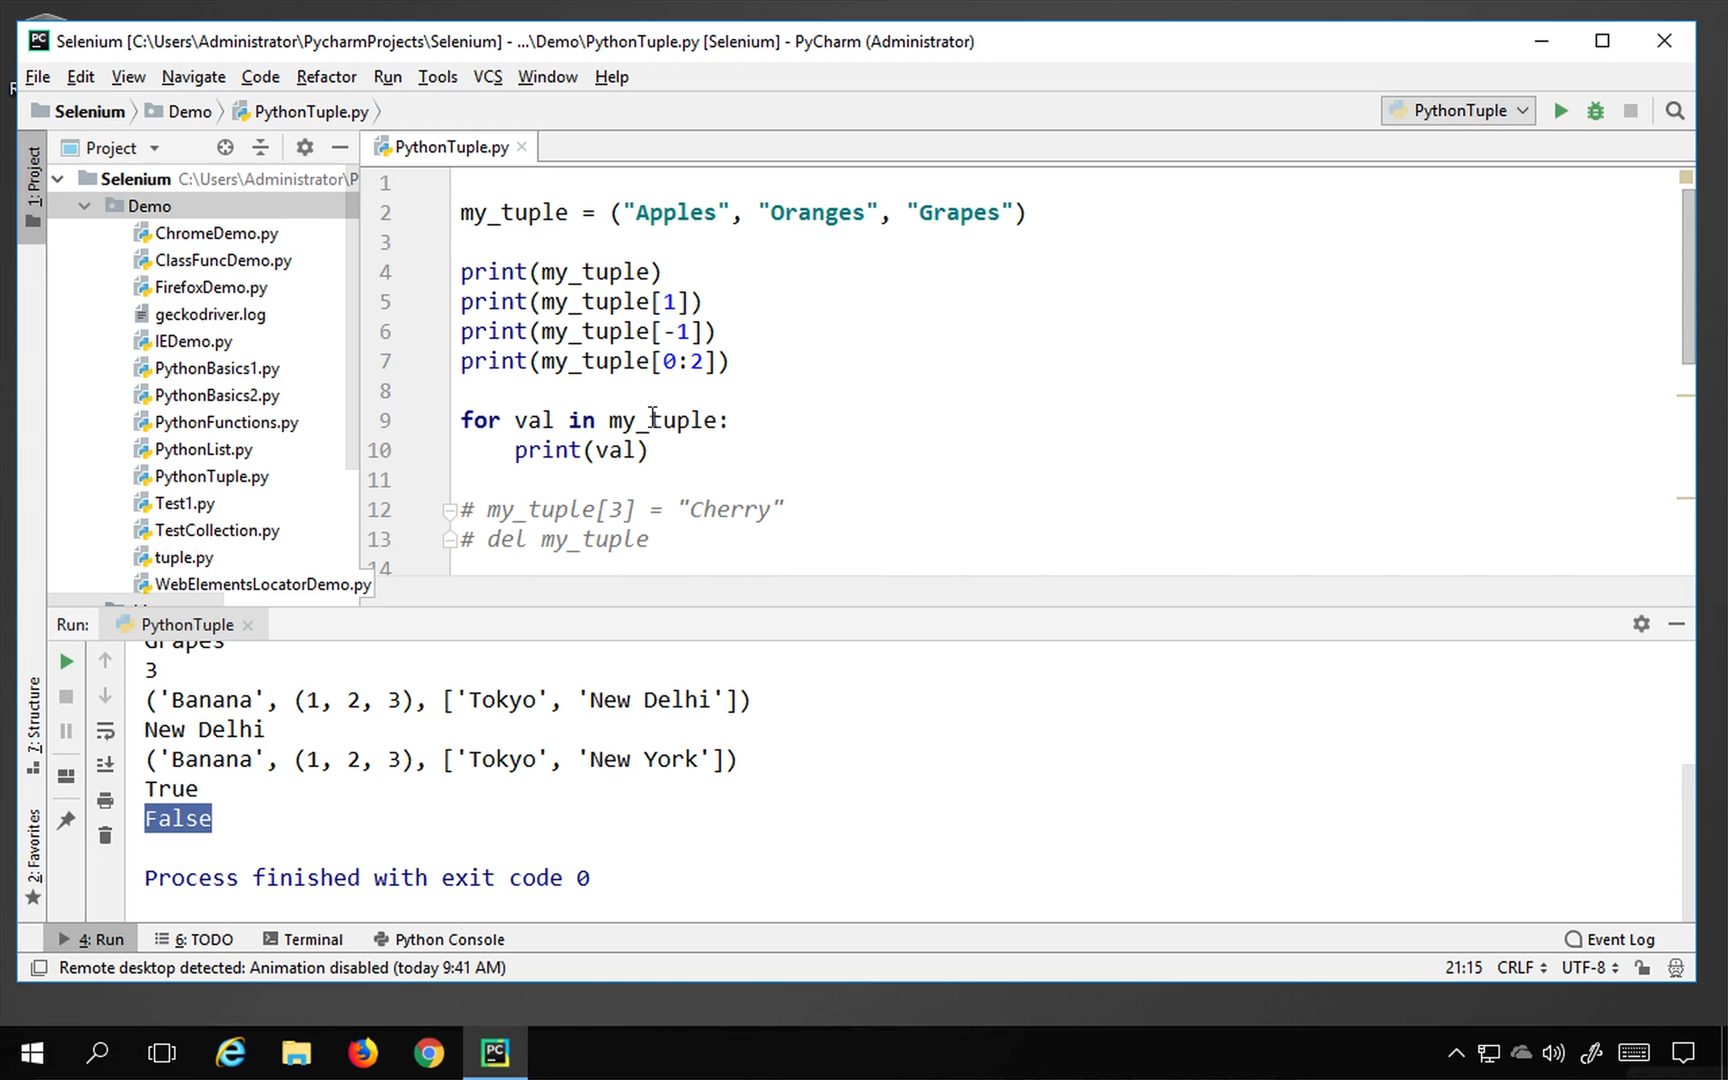 Selenium [C:\Users\Administrator\PycharmProjects\Selenium] - ...\Demo\PythonTuple.py [Selenium] - PyCharm (Administrator)
File Edit View Navigate Code Refactor Run Tools VCS Window Help
Selenium Demo PythonTuple.py PythonTuple
Project PythonTuple.py
1: Project
Selenium C:\Users\Administrator\P
Demo
ChromeDemo.py
ClassFuncDemo.py
FirefoxDemo.py
geckodriver.log
IEDemo.py
PythonBasics1.py
PythonBasics2.py
PythonFunctions.py
PythonList.py
PythonTuple.py
Test1.py
TestCollection.py
tuple.py
WebElementsLocatorDemo.py
1
2 my_tuple = ("Apples", "Oranges", "Grapes")
3
4 print(my_tuple)
5 print(my_tuple[1])
6 print(my_tuple[-1])
7 print(my_tuple[0:2])
8
9 for val in my_tuple:
10 print(val)
11
12 # my_tuple[3] = "Cherry"
13 # del my_tuple
14
Run: PythonTuple
Grapes
3
('Banana', (1, 2, 3), ['Tokyo', 'New Delhi'])
New Delhi
('Banana', (1, 2, 3), ['Tokyo', 'New York'])
True
False
Process finished with exit code 0
7: Structure
2: Favorites
4: Run 6: TODO Terminal Python Console Event Log
Remote desktop detected: Animation disabled (today 9:41 AM) 21:15 CRLF UTF-8